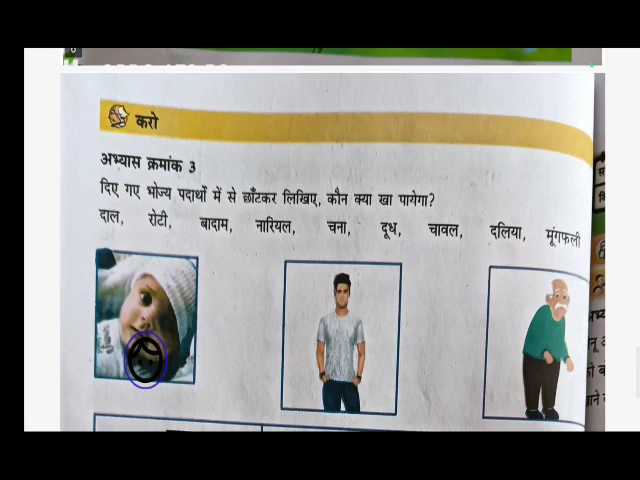 करो
अभ्यास क्रमांक 3
दिए गए भोज्य पदार्थों में से छाँटकर लिखिए, कौन क्या खा पायेगा?
दाल, रोटी, बादाम, नारियल, चना, दूध, चावल, दलिया, मूंगफली